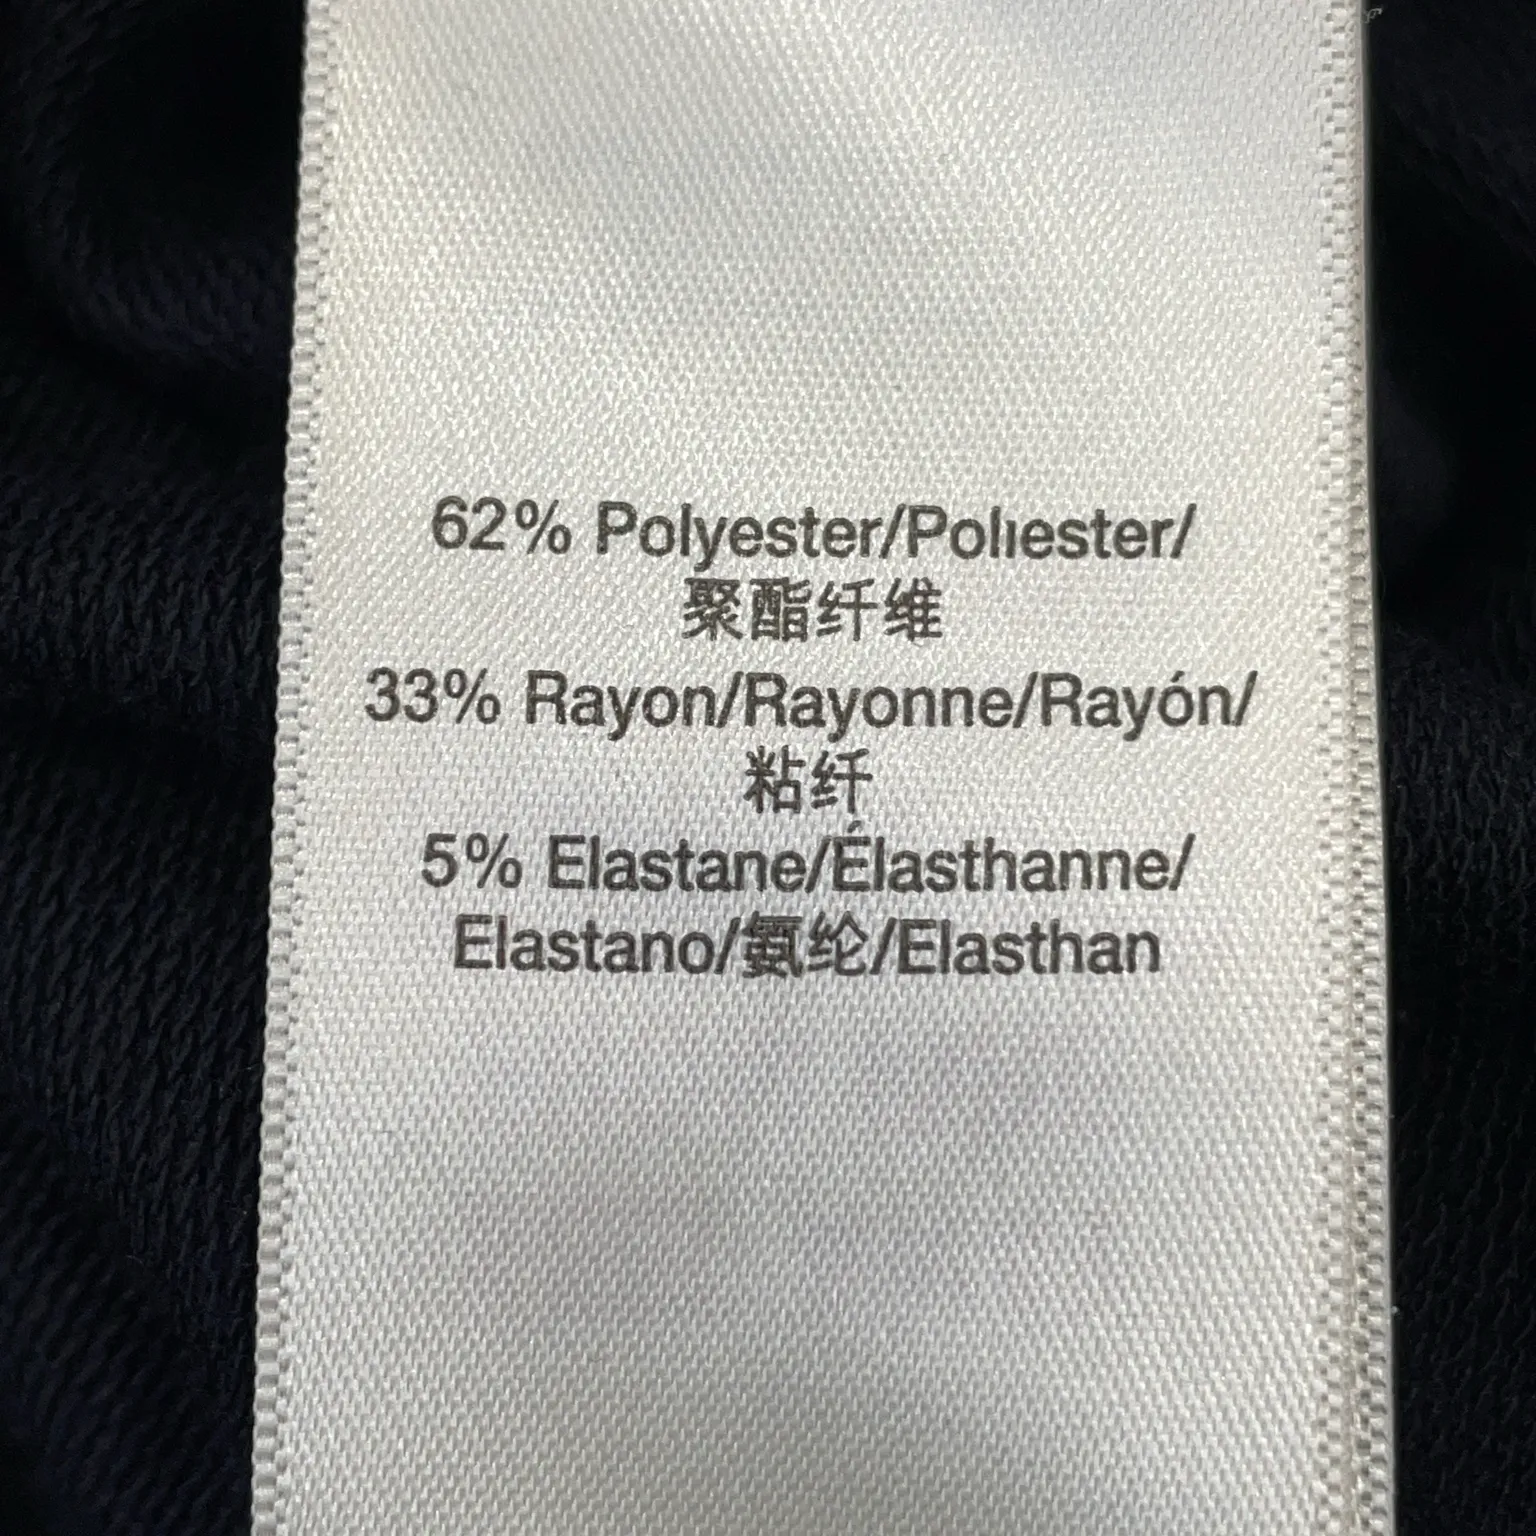 62% Polyester/Poliester/
聚酯纤维
33% Rayon/Rayonne/Rayón/
粘纤
5% Elastane/Élasthanne/
Elastano/氨纶/Elasthan